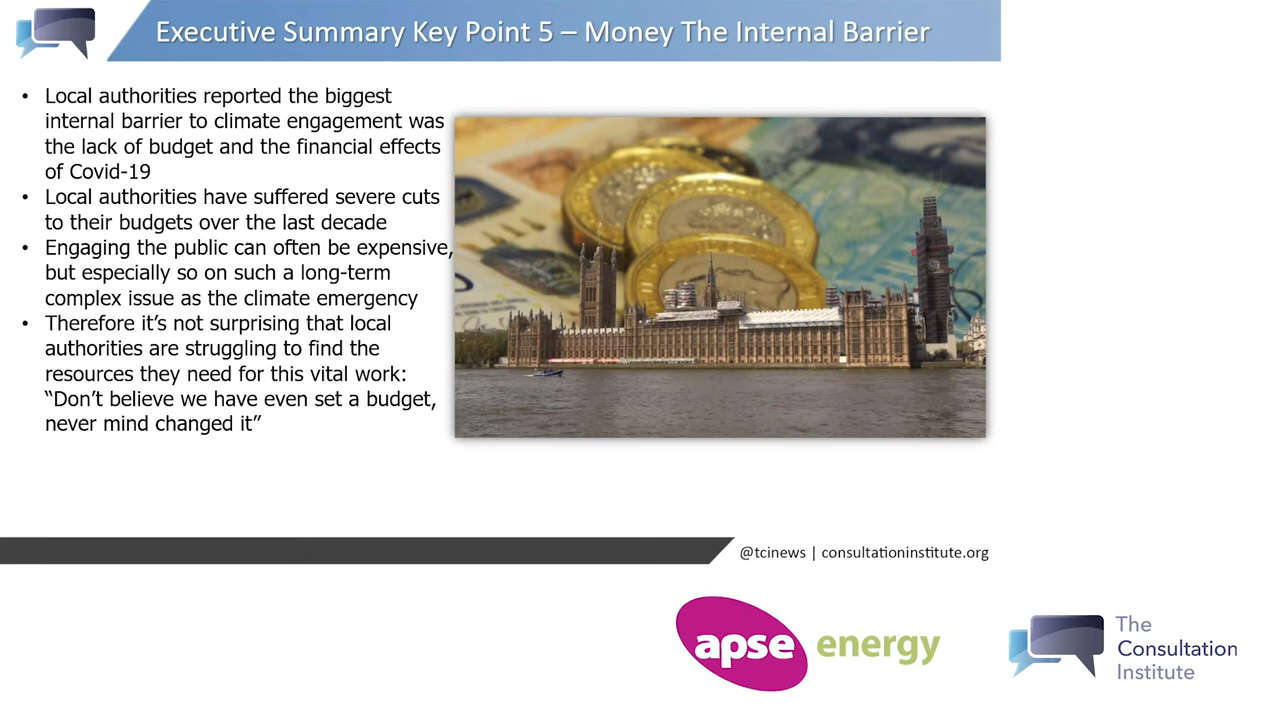 Executive Summary Key Point 5 – Money The Internal Barrier
• Local authorities reported the biggest
internal barrier to climate engagement was
the lack of budget and the financial effects
of Covid-19
• Local authorities have suffered severe cuts
to their budgets over the last decade
• Engaging the public can often be expensive,
but especially so on such a long-term
complex issue as the climate emergency
• Therefore it’s not surprising that local
authorities are struggling to find the
resources they need for this vital work:
“Don’t believe we have even set a budget,
never mind changed it”
@tcinews | consultationinstitute.org
apse energy
The
Consultation
Institute